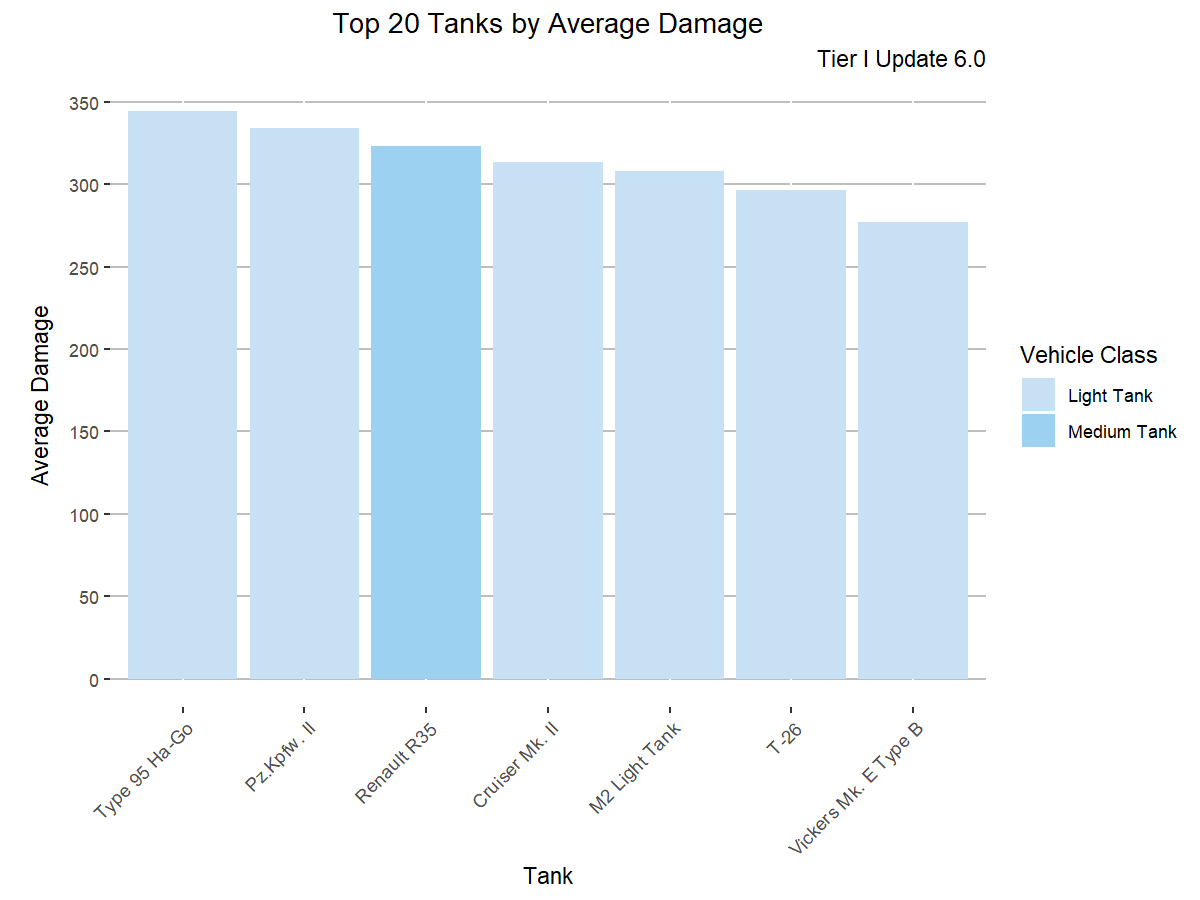 Top 20 Tanks by Average Damage
Tier I Update 6.0
350
300
250
200
150
100
50
0
Average Damage
Type 95 Ha-Go
Pz.Kpfw. II
Renault R35
Cruiser Mk. II
M2 Light Tank
T-26
Vickers Mk. E Type B
Tank
Vehicle Class
Light Tank
Medium Tank